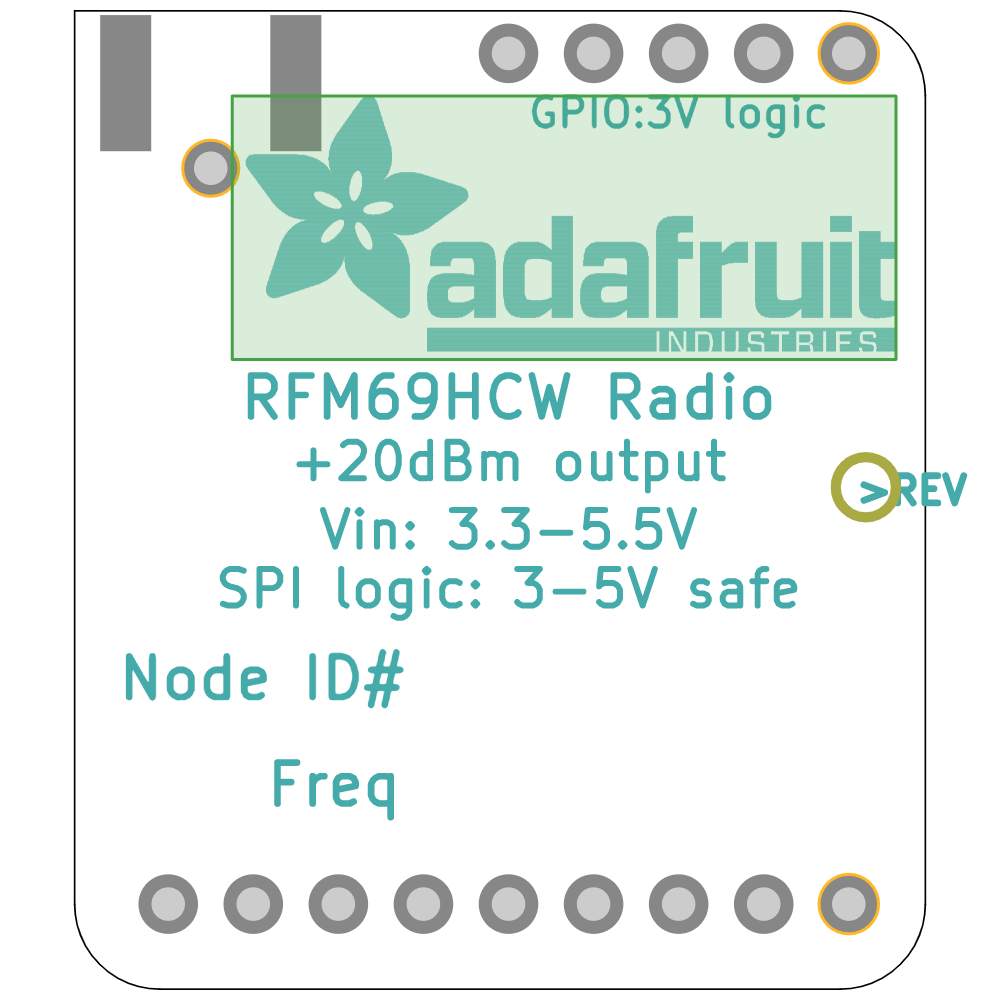 GPIO:3V logic
adafruit
INDUSTRIES
RFM69HCW Radio
+20dBm output
>REV
Vin: 3.3-5.5V
SPI logic: 3-5V safe
Node ID#
Freq